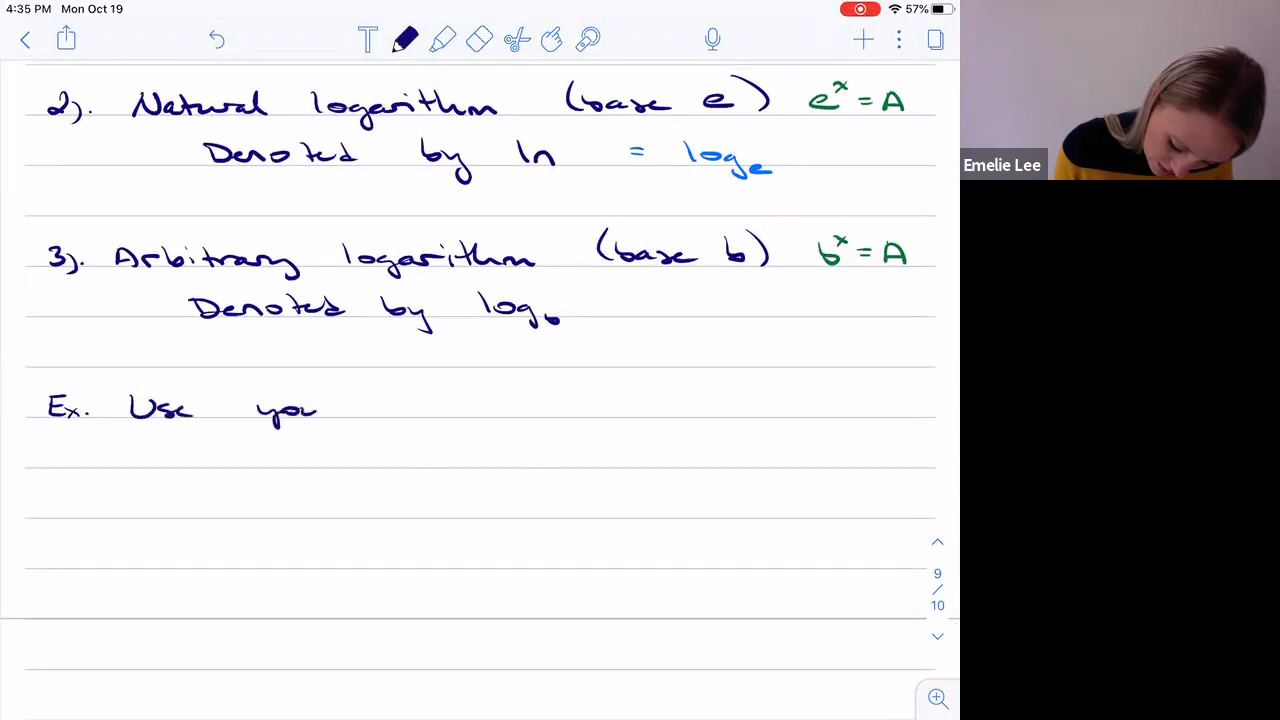 4:35 PM Mon Oct 19 57%
2). Natural logarithm (base e) e^x = A
Denoted by ln = log_e
Emelie Lee
3). Arbitrary logarithm (base b) b^x = A
Denoted by log_b
Ex. Use you
9
/
10